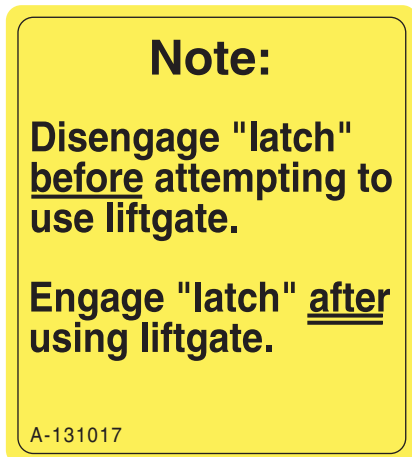 Note:
Disengage "latch"
before attempting to
use liftgate.
Engage "latch" after
using liftgate.
A-131017